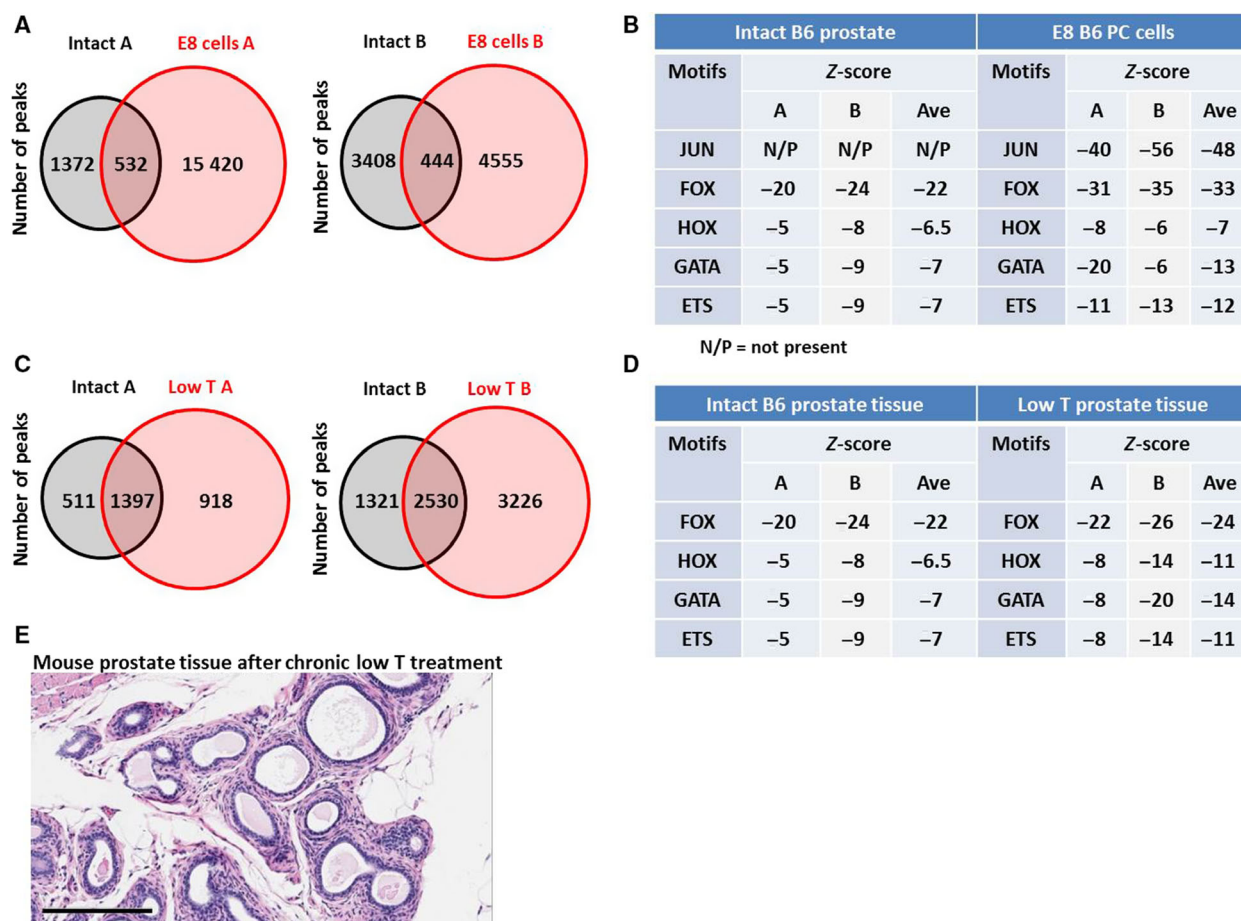 A
Intact A
E8 cells A
Number of peaks
1372
532
15 420
Intact B
E8 cells B
Number of peaks
3408
444
4555
B
Intact B6 prostate
E8 B6 PC cells
Motifs Z-score Motifs Z-score
A B Ave A B Ave
JUN N/P N/P N/P JUN –40 –56 –48
FOX –20 –24 –22 FOX –31 –35 –33
HOX –5 –8 –6.5 HOX –8 –6 –7
GATA –5 –9 –7 GATA –20 –6 –13
ETS –5 –9 –7 ETS –11 –13 –12
N/P = not present
C
Intact A
Low T A
Number of peaks
511
1397
918
Intact B
Low T B
Number of peaks
1321
2530
3226
D
Intact B6 prostate tissue
Low T prostate tissue
Motifs Z-score Motifs Z-score
A B Ave A B Ave
FOX –20 –24 –22 FOX –22 –26 –24
HOX –5 –8 –6.5 HOX –8 –14 –11
GATA –5 –9 –7 GATA –8 –20 –14
ETS –5 –9 –7 ETS –8 –14 –11
E
Mouse prostate tissue after chronic low T treatment